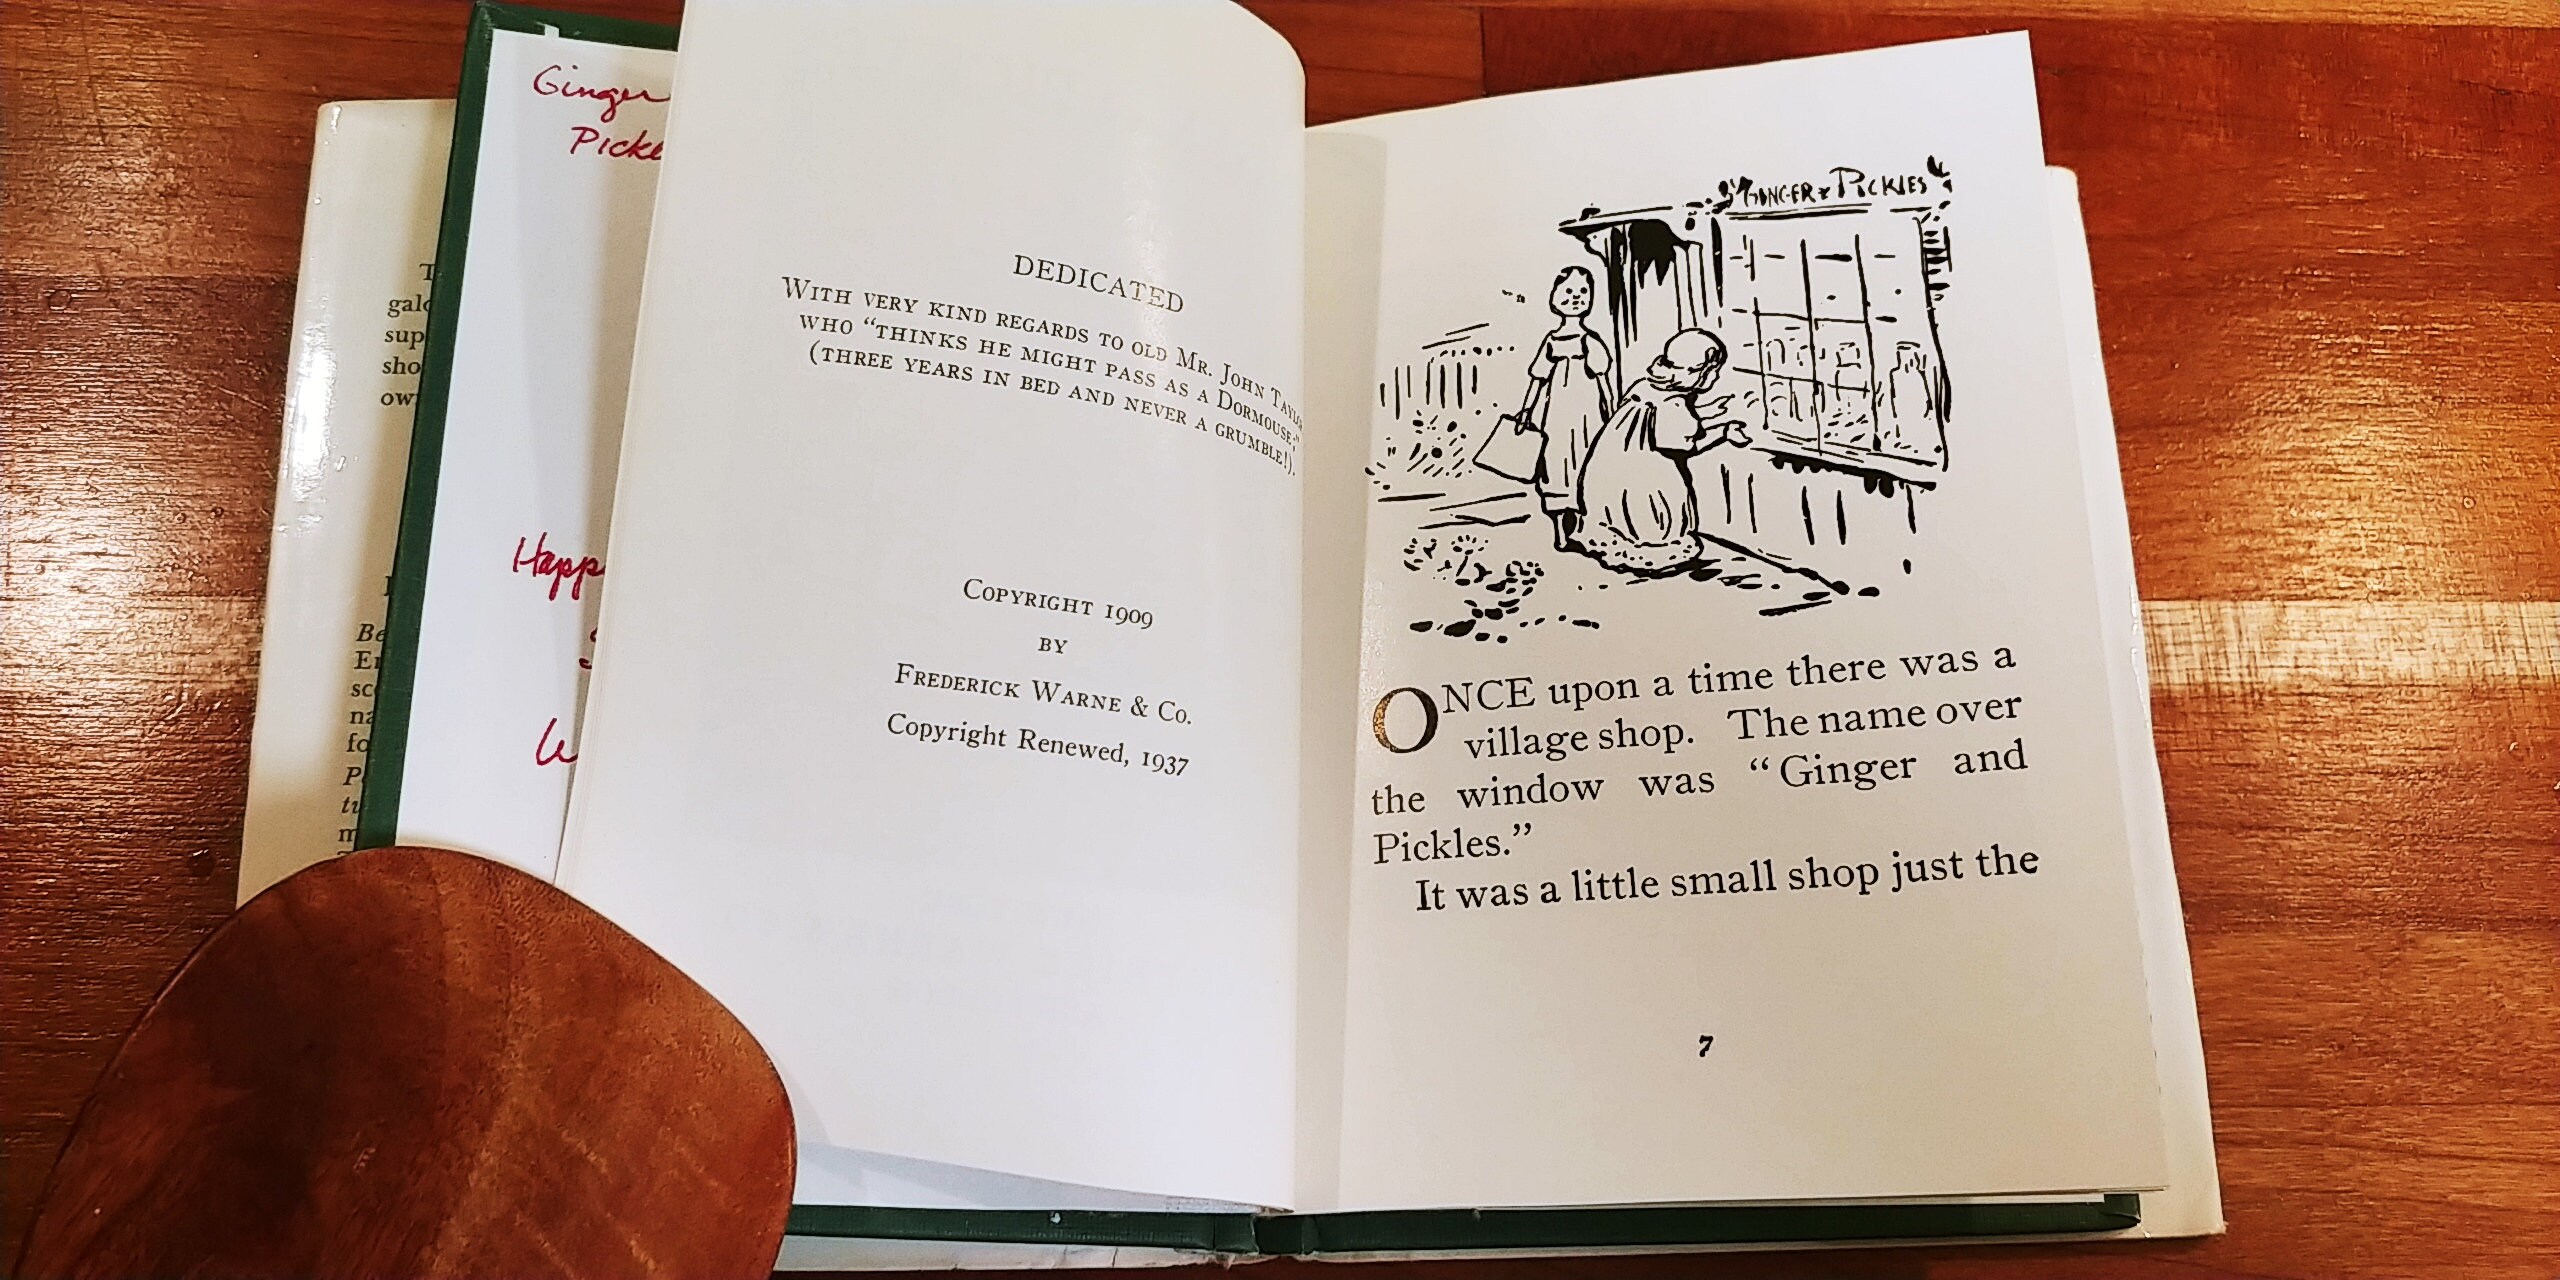 Ginger
DEDICATED
With very kind regards to old Mr. John Taylor
who "thinks he might pass as a Dormouse,"
(three years in bed and never a grumble!).
Copyright 1909
by
Frederick Warne & Co.
Copyright Renewed, 1937
GINGER & PICKLES
ONCE upon a time there was a
village shop. The name over
the window was "Ginger and
Pickles."
It was a little small shop just the
7